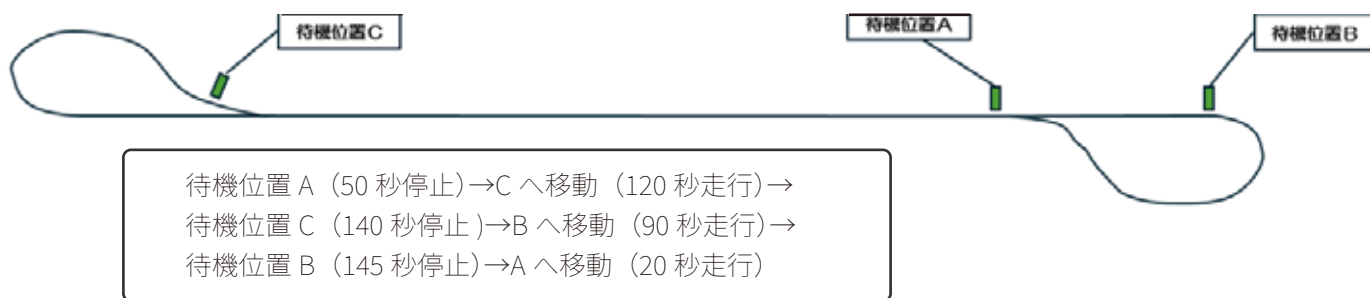 待機位置C
待機位置A
待機位置B
待機位置 A（50 秒停止）→C へ移動（120 秒走行）→
待機位置 C（140 秒停止 )→B へ移動（90 秒走行）→
待機位置 B（145 秒停止）→A へ移動（20 秒走行）